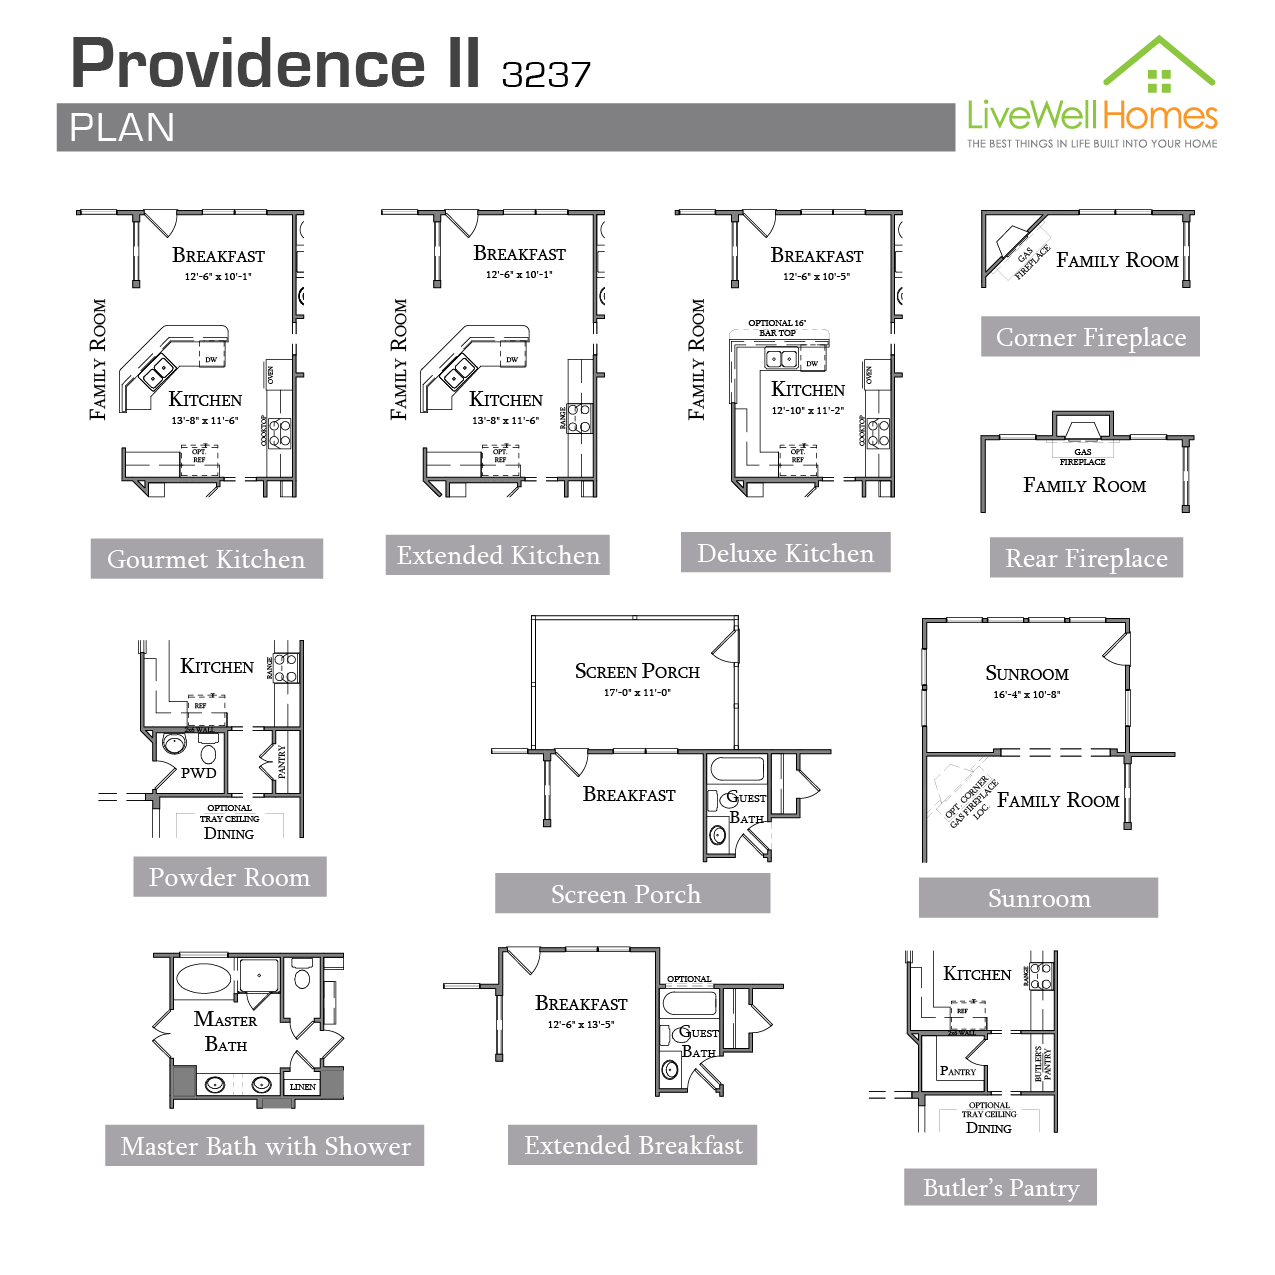 Providence II 3237
PLAN
LiveWell Homes
THE BEST THINGS IN LIFE BUILT INTO YOUR HOME
BREAKFAST
12'-6" x 10'-1"
FAMILY ROOM
DW
OVEN
KITCHEN
13'-8" x 11'-6"
COOKTOP
OPT.
REF
Gourmet Kitchen
BREAKFAST
12'-6" x 10'-1"
FAMILY ROOM
DW
KITCHEN
13'-8" x 11'-6"
RANGE
OPT.
REF
Extended Kitchen
BREAKFAST
12'-6" x 10'-5"
FAMILY ROOM
OPTIONAL 16"
BAR TOP
DW
OVEN
KITCHEN
12'-10" x 11'-2"
COOKTOP
OPT.
REF
Deluxe Kitchen
GAS
FIREPLACE
FAMILY ROOM
Corner Fireplace
GAS
FIREPLACE
FAMILY ROOM
Rear Fireplace
KITCHEN
RANGE
REF
2x6 WALL
PWD
PANTRY
OPTIONAL
TRAY CEILING
DINING
Powder Room
SCREEN PORCH
17'-0" x 11'-0"
BREAKFAST
GUEST
BATH
Screen Porch
SUNROOM
16'-4" x 10'-8"
OPT. CORNER
GAS FIREPLACE
LOC.
FAMILY ROOM
Sunroom
MASTER
BATH
LINEN
Master Bath with Shower
OPTIONAL
BREAKFAST
12'-6" x 13'-5"
GUEST
BATH
Extended Breakfast
KITCHEN
RANGE
REF
2x6 WALL
PANTRY
BUTLER'S
PANTRY
OPTIONAL
TRAY CEILING
DINING
Butler's Pantry